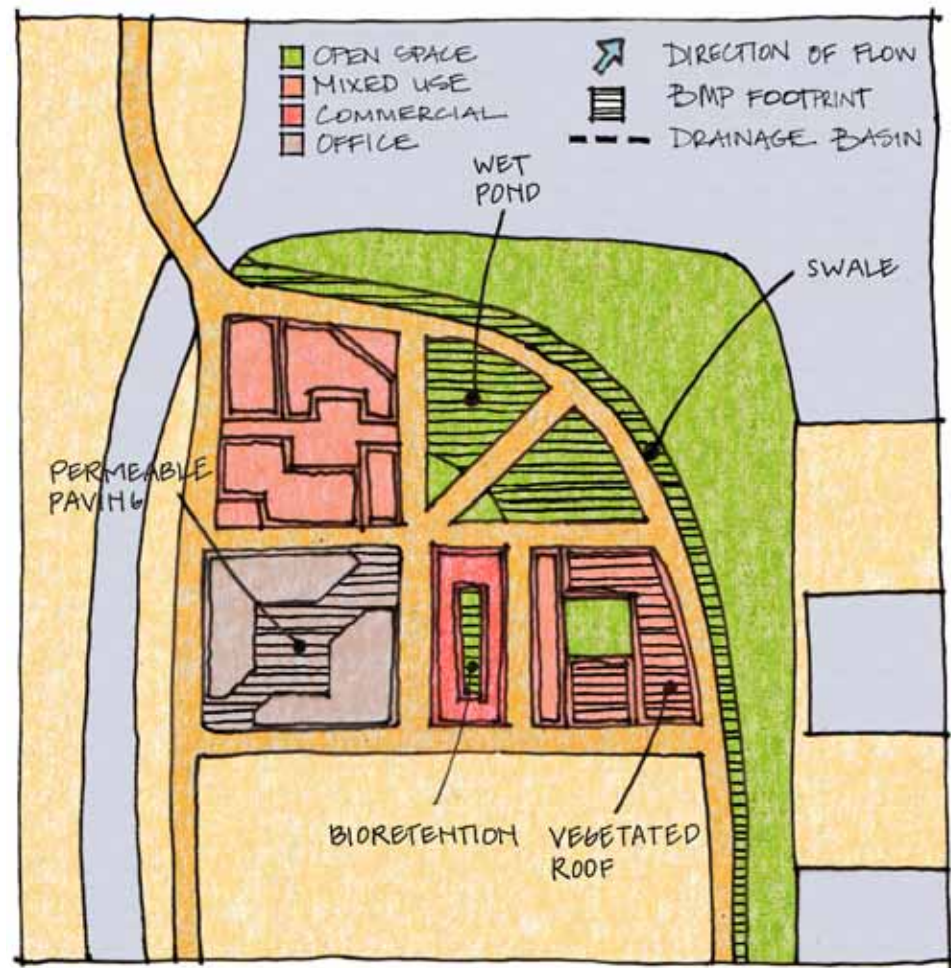 OPEN SPACE
MIXED USE
COMMERCIAL
OFFICE
DIRECTION OF FLOW
BMP FOOTPRINT
DRAINAGE BASIN
WET
POND
SWALE
PERMEABLE
PAVING
BIORETENTION
VEGETATED
ROOF